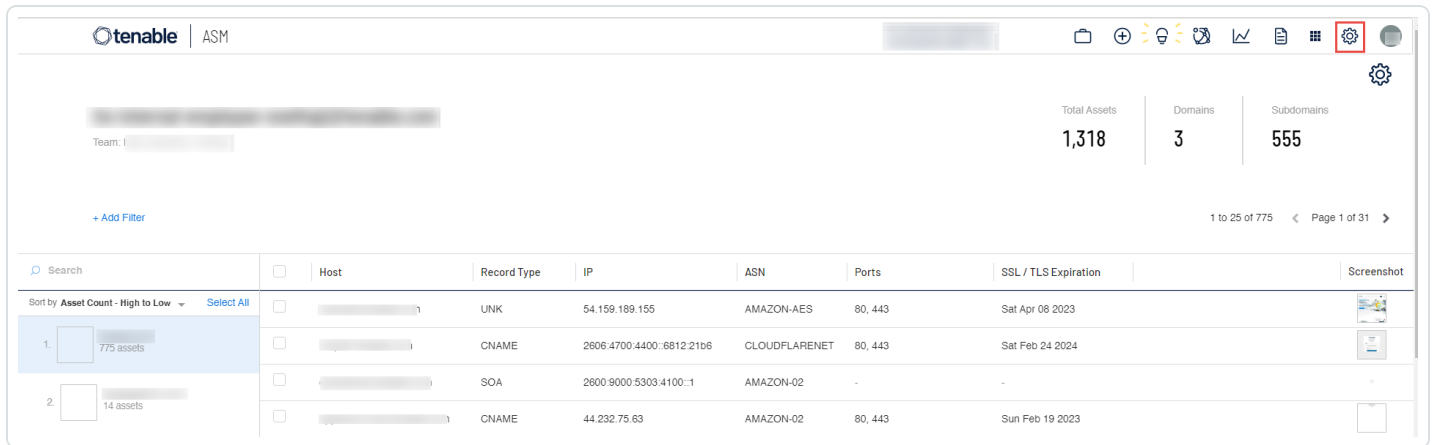 tenable ASM
Total Assets Domains Subdomains
1,318 3 555
Team:
+ Add Filter
1 to 25 of 775 Page 1 of 31
Search
Host Record Type IP ASN Ports SSL / TLS Expiration Screenshot
Sort by Asset Count - High to Low Select All
UNK 54.159.189.155 AMAZON-AES 80, 443 Sat Apr 08 2023
1. 775 assets
CNAME 2606:4700:4400::6812:21b6 CLOUDFLARENET 80, 443 Sat Feb 24 2024
SOA 2600:9000:5303:4100::1 AMAZON-02 - -
2. 14 assets
CNAME 44.232.75.63 AMAZON-02 80, 443 Sun Feb 19 2023